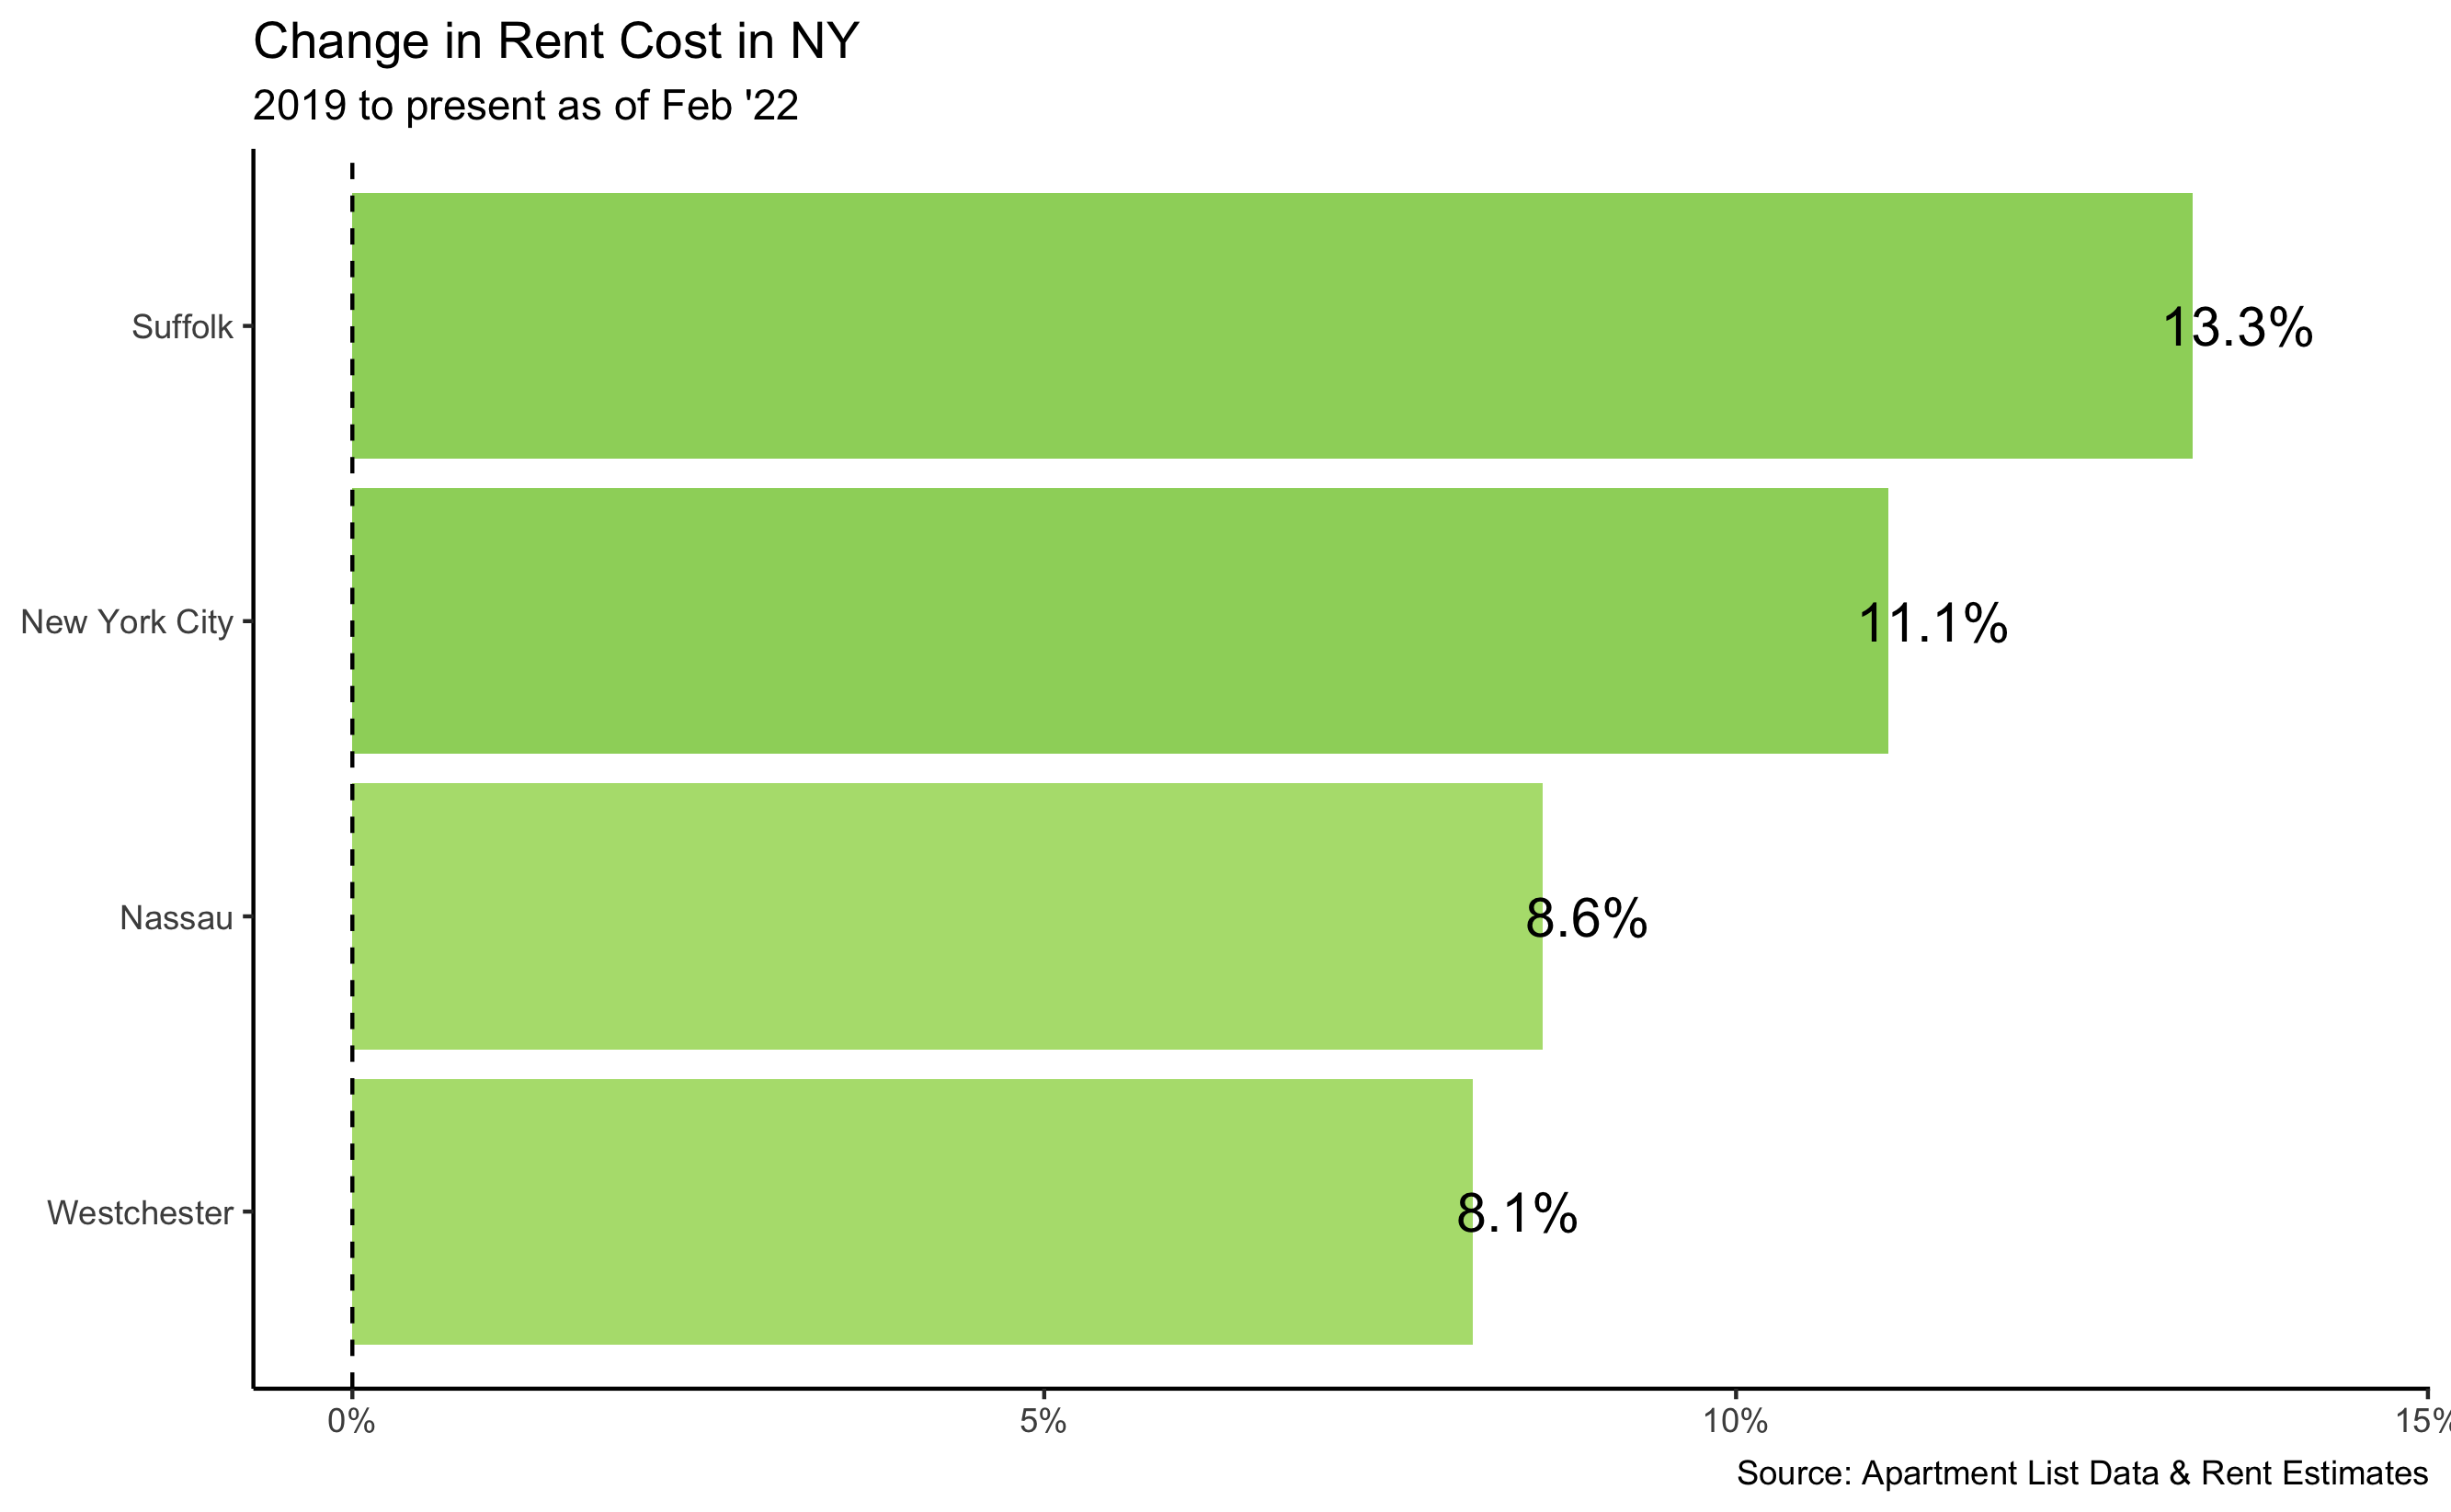 Change in Rent Cost in NY
2019 to present as of Feb '22
Suffolk
13.3%
New York City
11.1%
Nassau
8.6%
Westchester
8.1%
0% 5% 10% 15%
Source: Apartment List Data & Rent Estimates